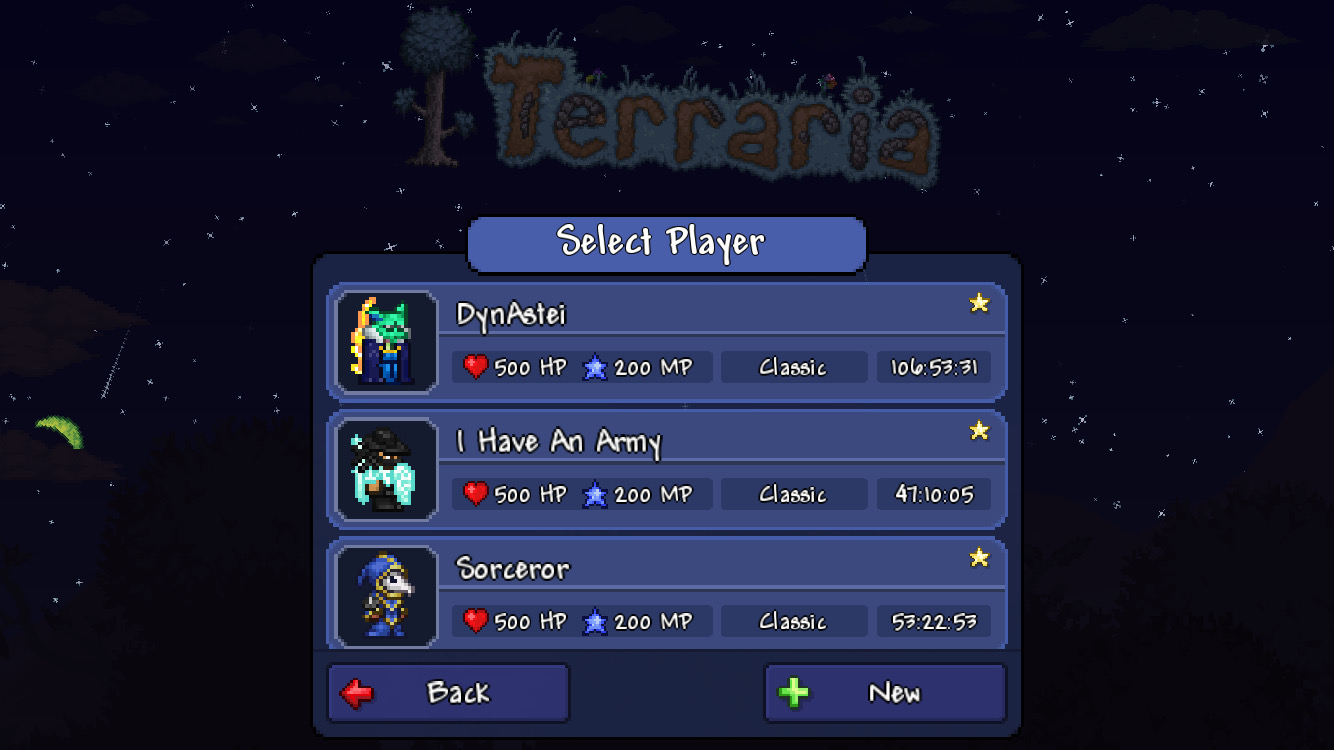 Terraria
Select Player
DynAstei
500 HP 200 MP Classic 106:53:31
I Have An Army
500 HP 200 MP Classic 47:10:05
Sorceror
500 HP 200 MP Classic 53:22:53
Back New